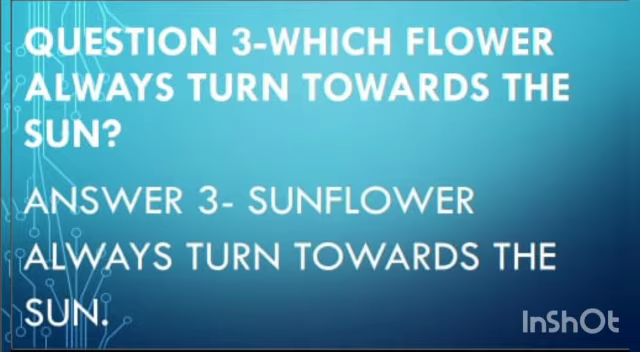 QUESTION 3-WHICH FLOWER
ALWAYS TURN TOWARDS THE
SUN?
ANSWER 3- SUNFLOWER
ALWAYS TURN TOWARDS THE
SUN.
InShOt